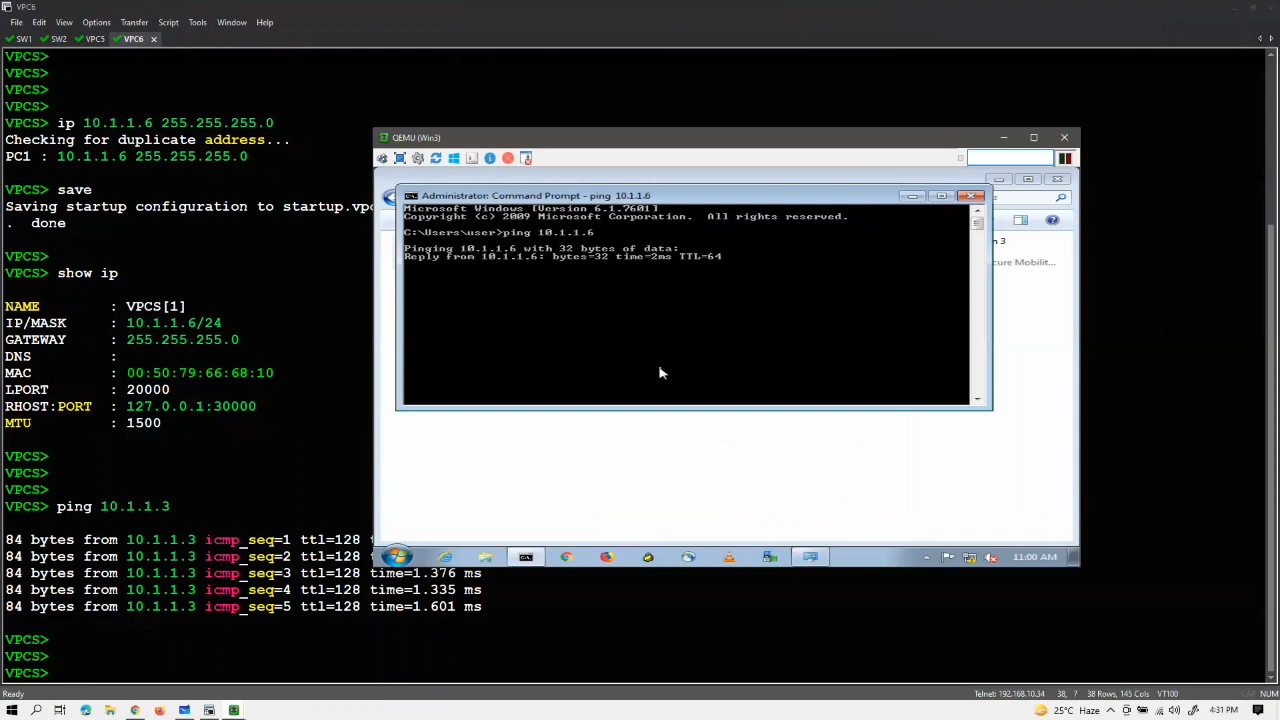 VPC6
File Edit View Options Transfer Script Tools Window Help
SW1 SW2 VPC5 VPC6
VPCS>
VPCS>
VPCS>
VPCS>
VPCS> ip 10.1.1.6 255.255.255.0
Checking for duplicate address...
PC1 : 10.1.1.6 255.255.255.0
VPCS> save
Saving startup configuration to startup.vpc
. done
VPCS>
VPCS> show ip
NAME : VPCS[1]
IP/MASK : 10.1.1.6/24
GATEWAY : 255.255.255.0
DNS :
MAC : 00:50:79:66:68:10
LPORT : 20000
RHOST:PORT : 127.0.0.1:30000
MTU : 1500
VPCS>
VPCS>
VPCS>
VPCS> ping 10.1.1.3
84 bytes from 10.1.1.3 icmp_seq=1 ttl=128
84 bytes from 10.1.1.3 icmp_seq=2 ttl=128
84 bytes from 10.1.1.3 icmp_seq=3 ttl=128 time=1.376 ms
84 bytes from 10.1.1.3 icmp_seq=4 ttl=128 time=1.335 ms
84 bytes from 10.1.1.3 icmp_seq=5 ttl=128 time=1.601 ms
VPCS>
VPCS>
VPCS>
QEMU (Win3)
Administrator: Command Prompt - ping 10.1.1.6
Microsoft Windows [Version 6.1.7601]
Copyright (c) 2009 Microsoft Corporation. All rights reserved.
C:\Users\user>ping 10.1.1.6
Pinging 10.1.1.6 with 32 bytes of data:
Reply from 10.1.1.6: bytes=32 time=2ms TTL=64
n 3
cure Mobilit...
11:00 AM
Ready Telnet: 192.168.10.34 38, 7 38 Rows, 145 Cols VT100 CAP NUM
25°C Haze 4:31 PM